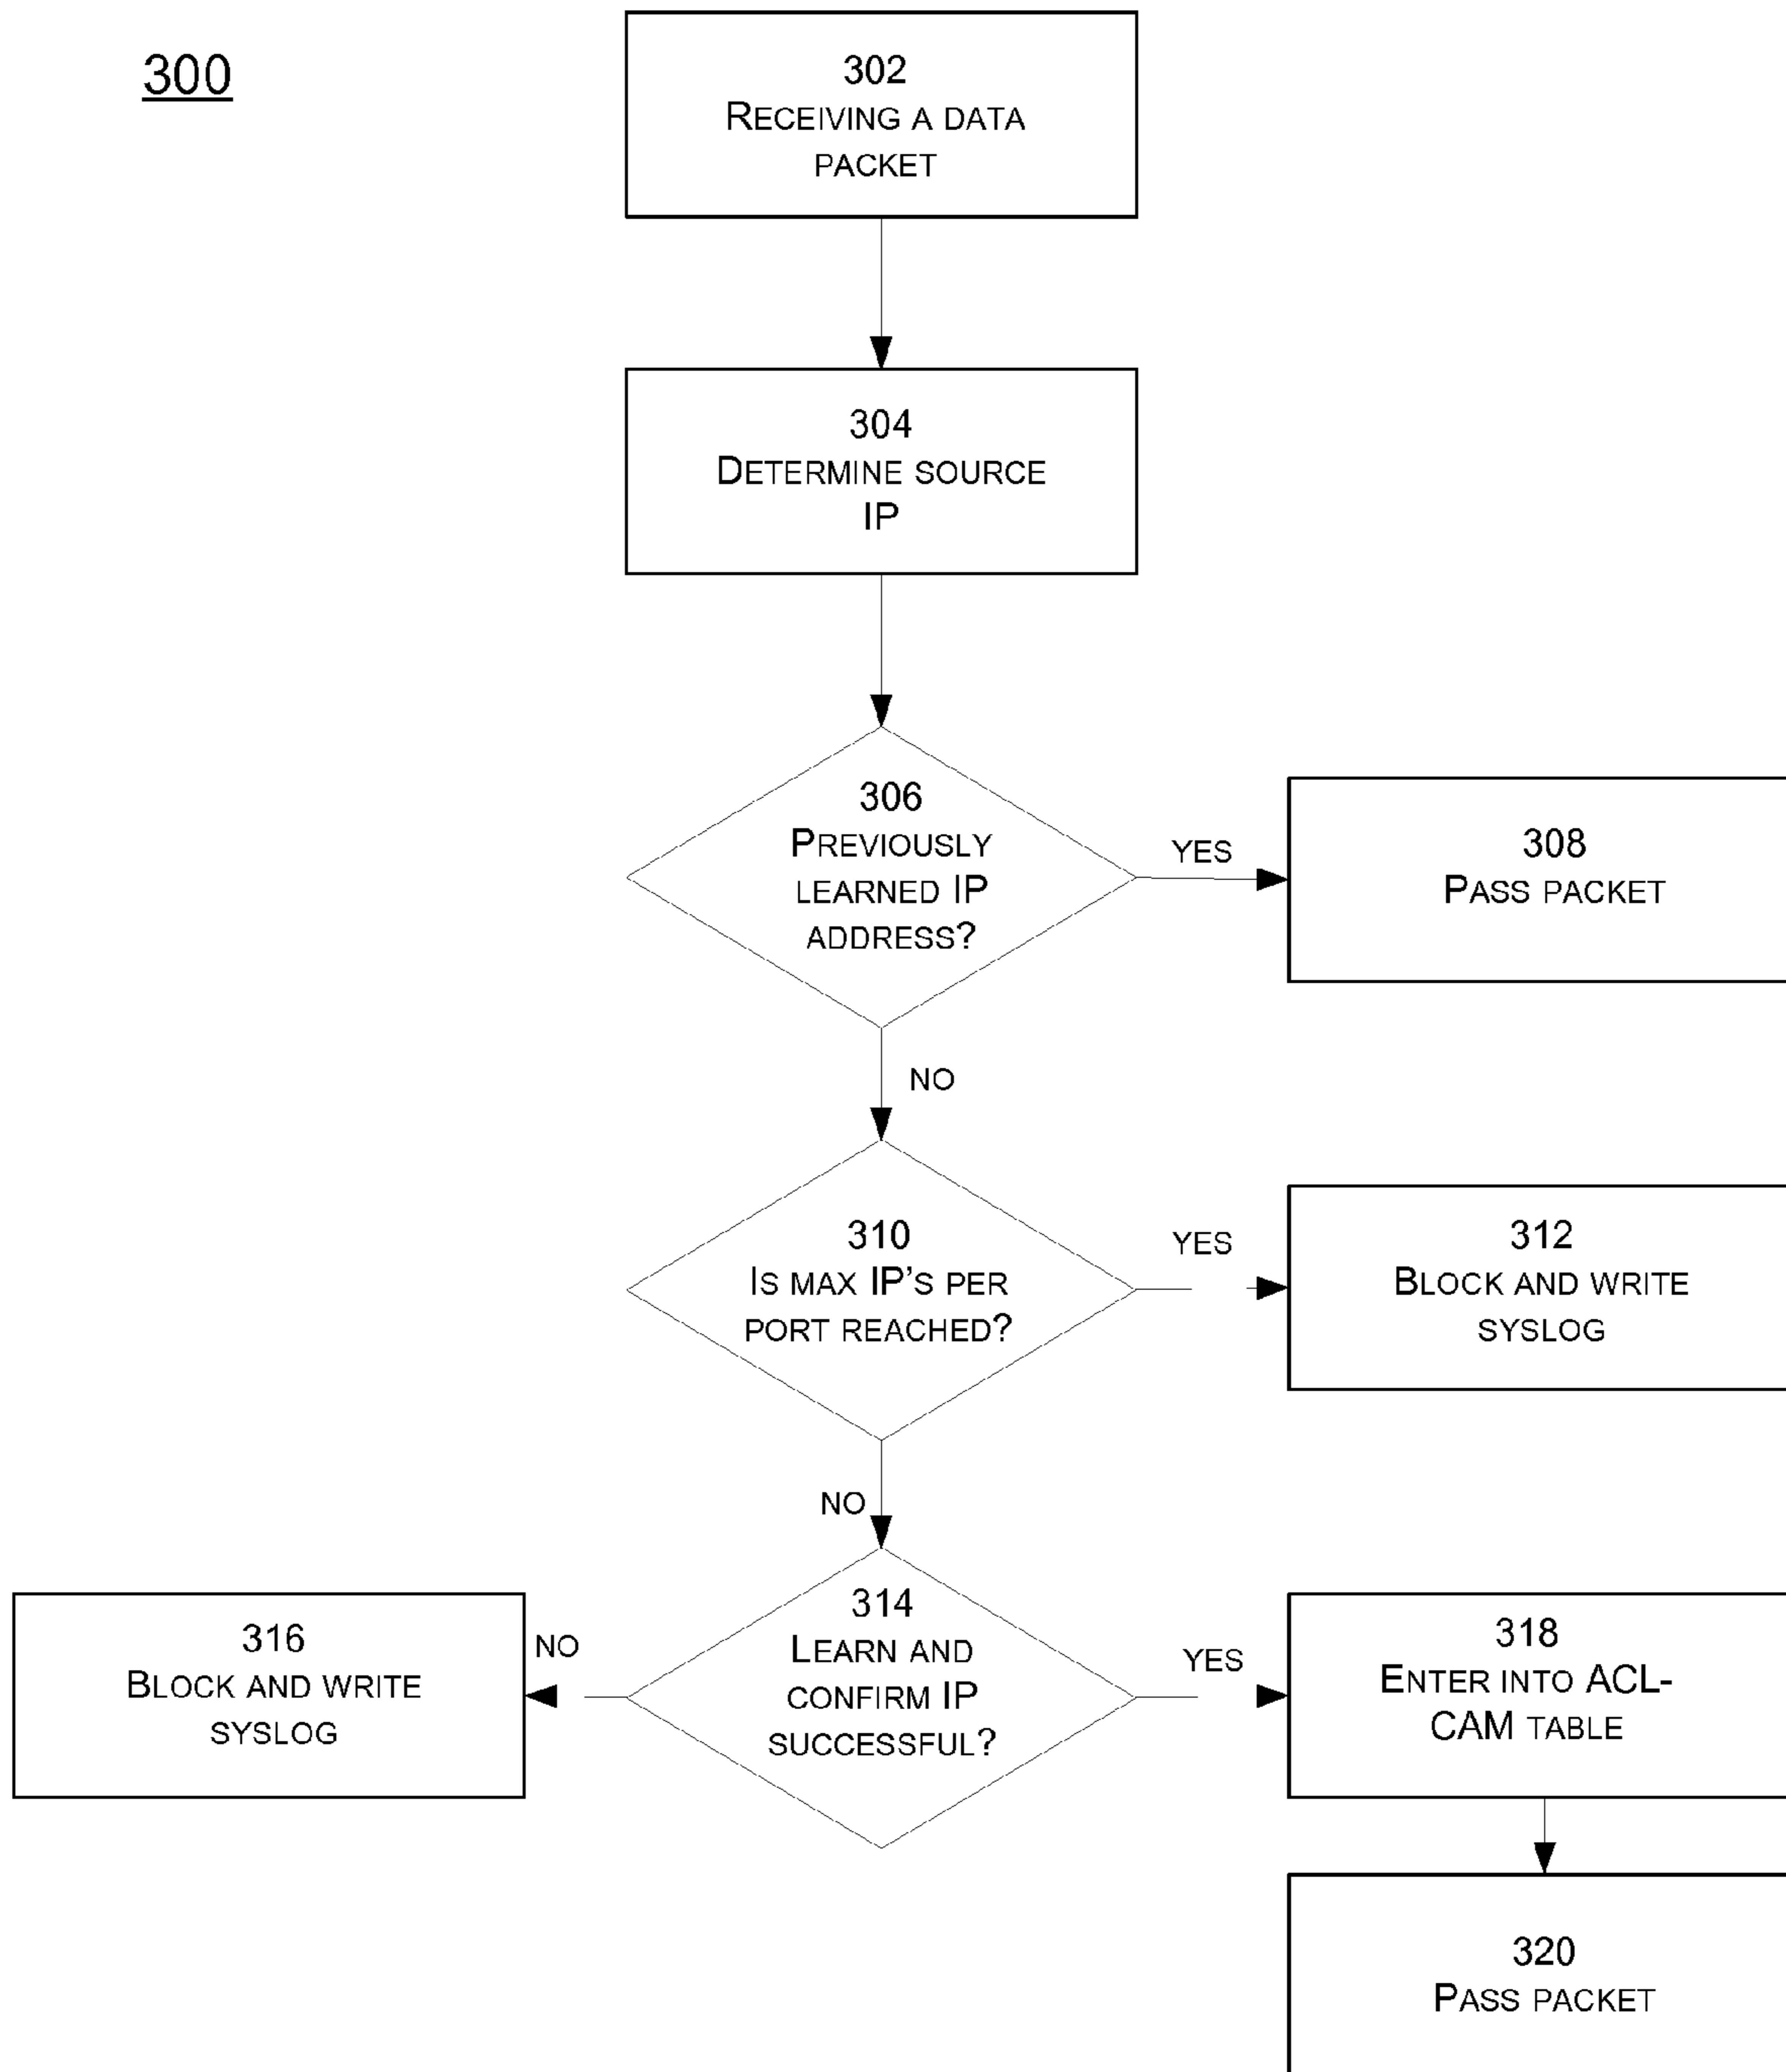 300
302
RECEIVING A DATA
PACKET
304
DETERMINE SOURCE
IP
306
PREVIOUSLY
LEARNED IP
ADDRESS?
YES
308
PASS PACKET
NO
310
IS MAX IP'S PER
PORT REACHED?
YES
312
BLOCK AND WRITE
SYSLOG
NO
314
LEARN AND
CONFIRM IP
SUCCESSFUL?
NO
316
BLOCK AND WRITE
SYSLOG
YES
318
ENTER INTO ACL-
CAM TABLE
320
PASS PACKET